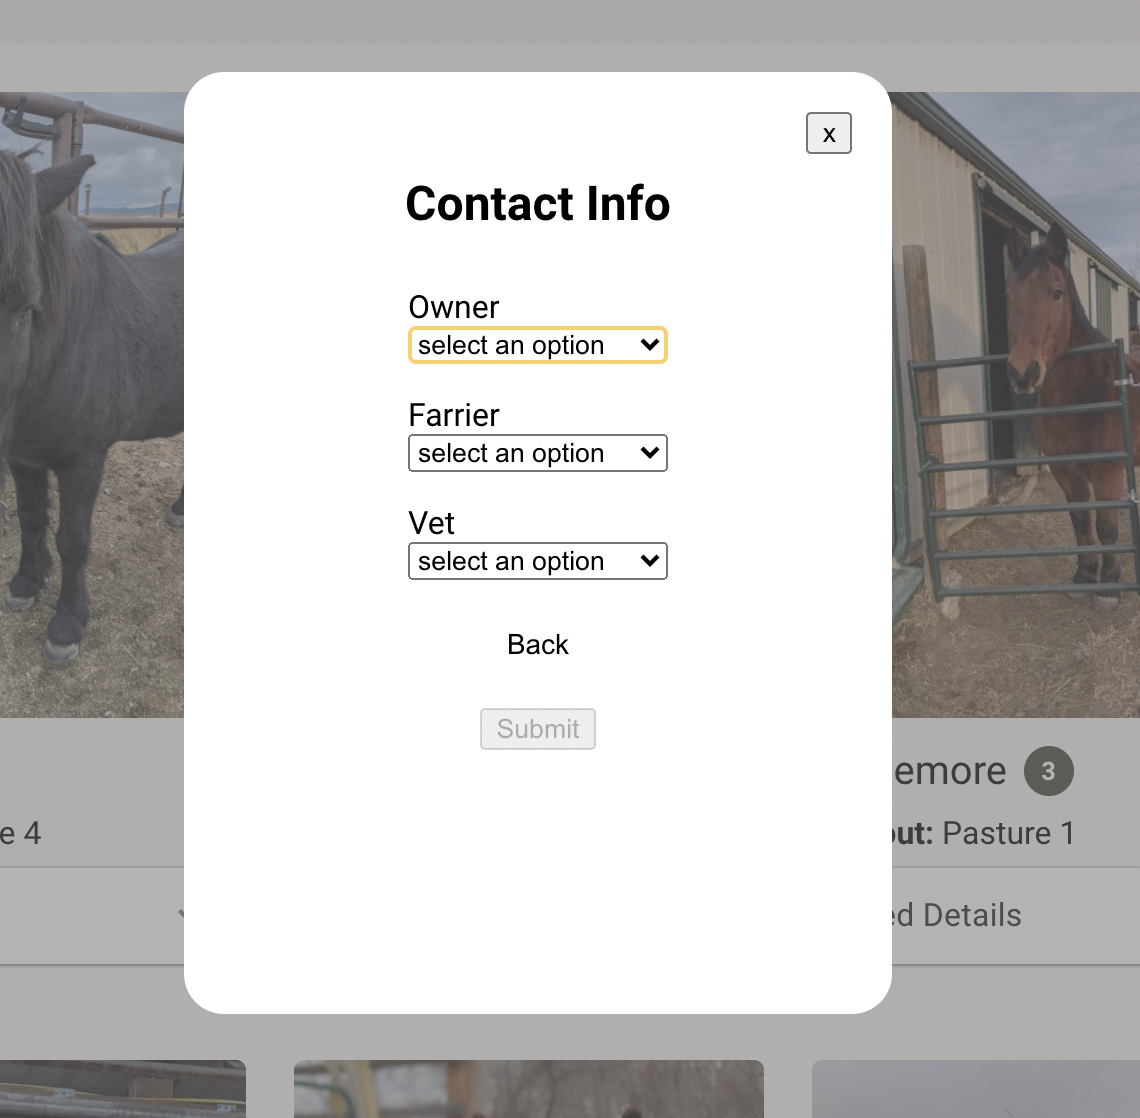 x
Contact Info
Owner
select an option
Farrier
select an option
Vet
select an option
Back
Submit
emore 3
e 4
out: Pasture 1
ed Details